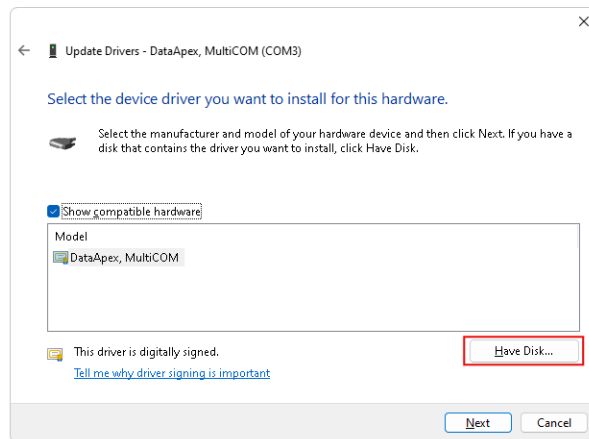 Update Drivers - DataApex, MultiCOM (COM3)
Select the device driver you want to install for this hardware.
Select the manufacturer and model of your hardware device and then click Next. If you have a
disk that contains the driver you want to install, click Have Disk.
Show compatible hardware
Model
DataApex, MultiCOM
This driver is digitally signed.
Have Disk...
Tell me why driver signing is important
Next
Cancel